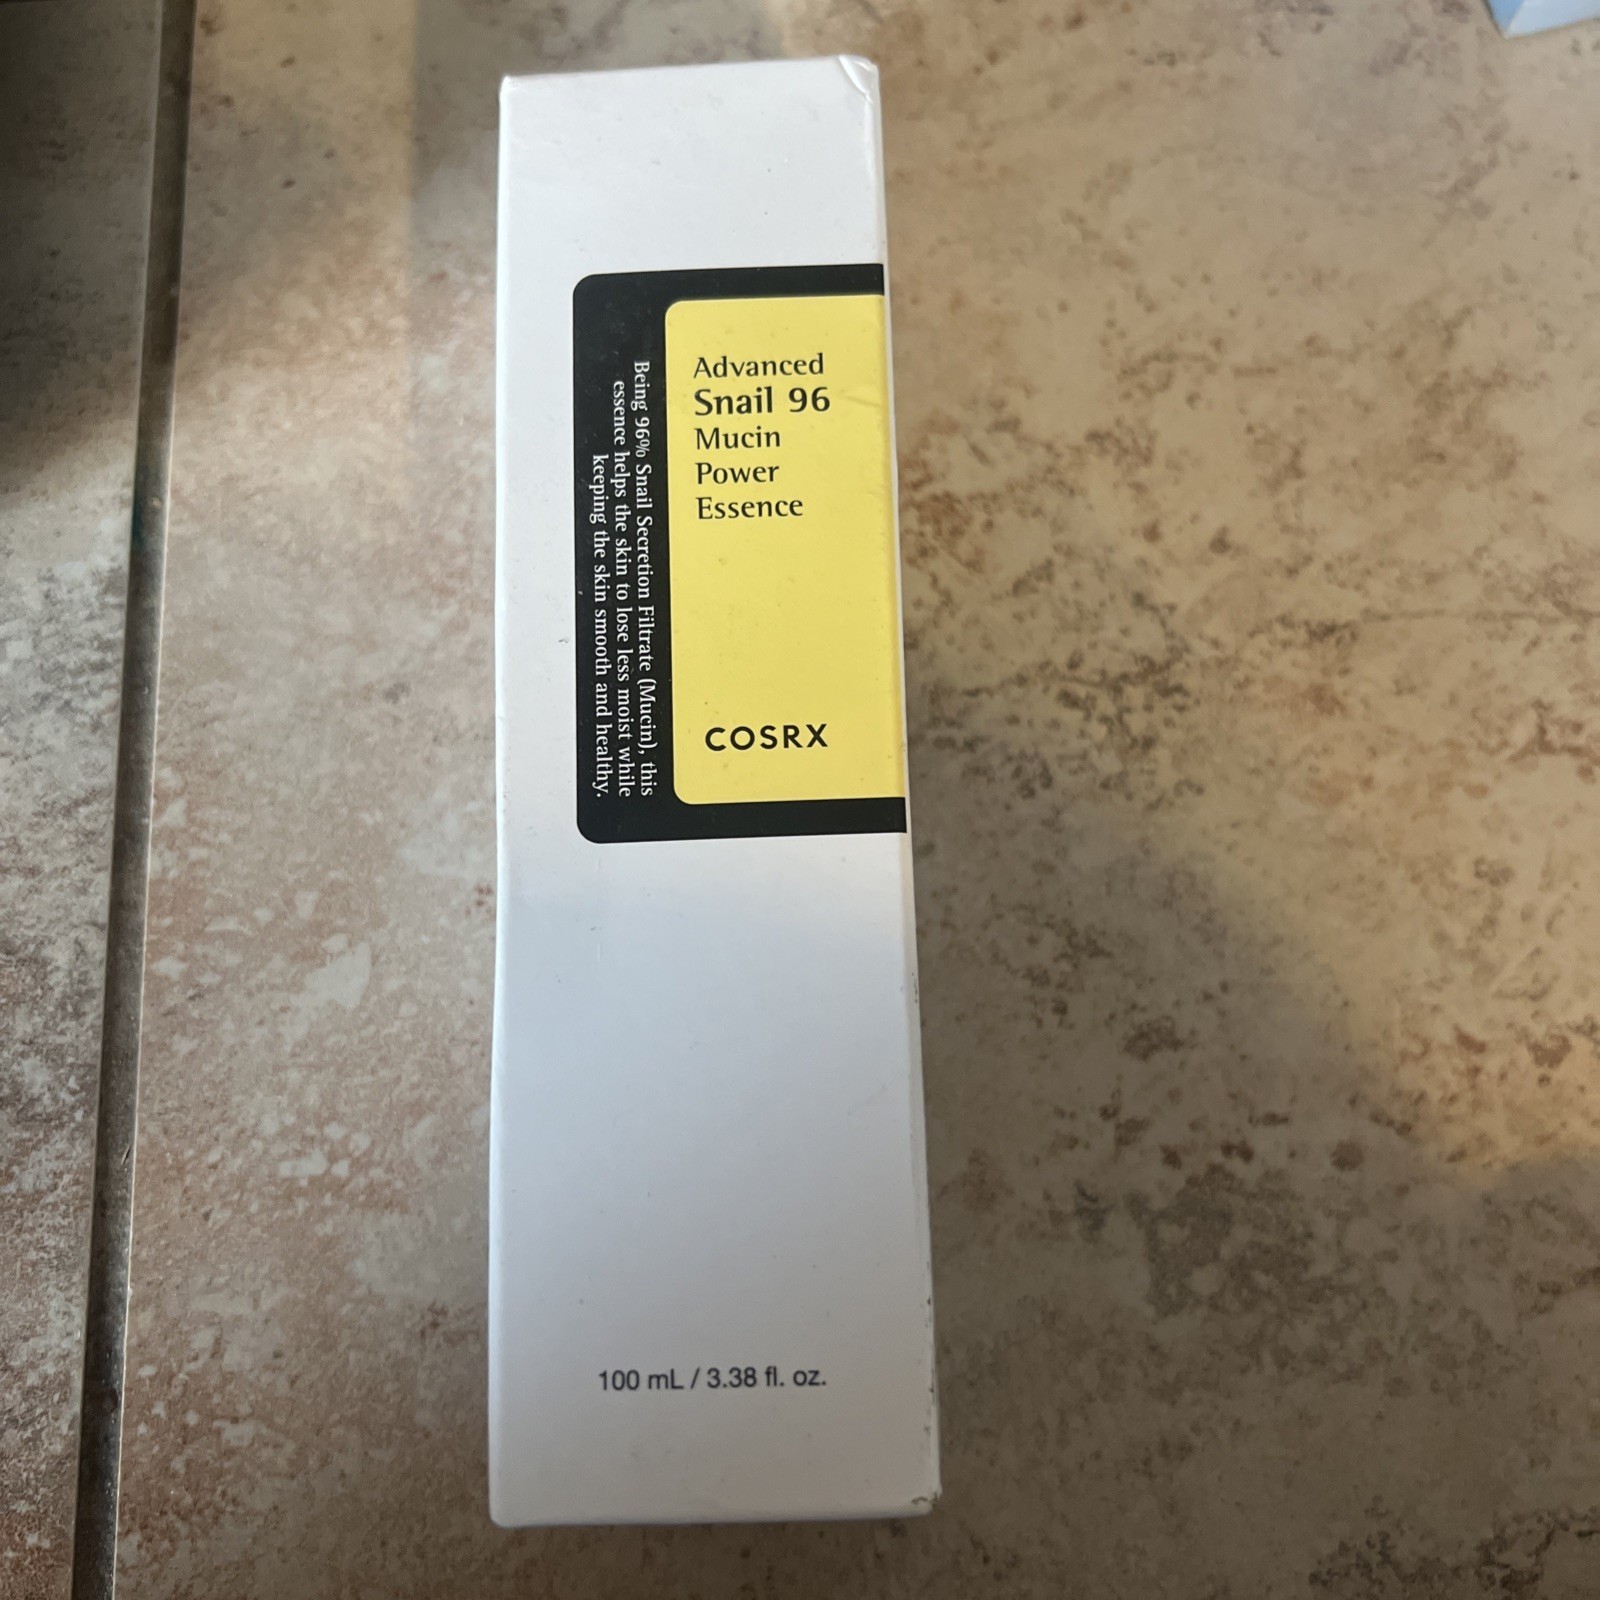 Advanced
Snail 96
Mucin
Power
Essence
COSRX
Being 96% Snail Secretion Filtrate (Mucin), this
essence helps the skin to lose less moist while
keeping the skin smooth and healthy.
100 mL / 3.38 fl. oz.